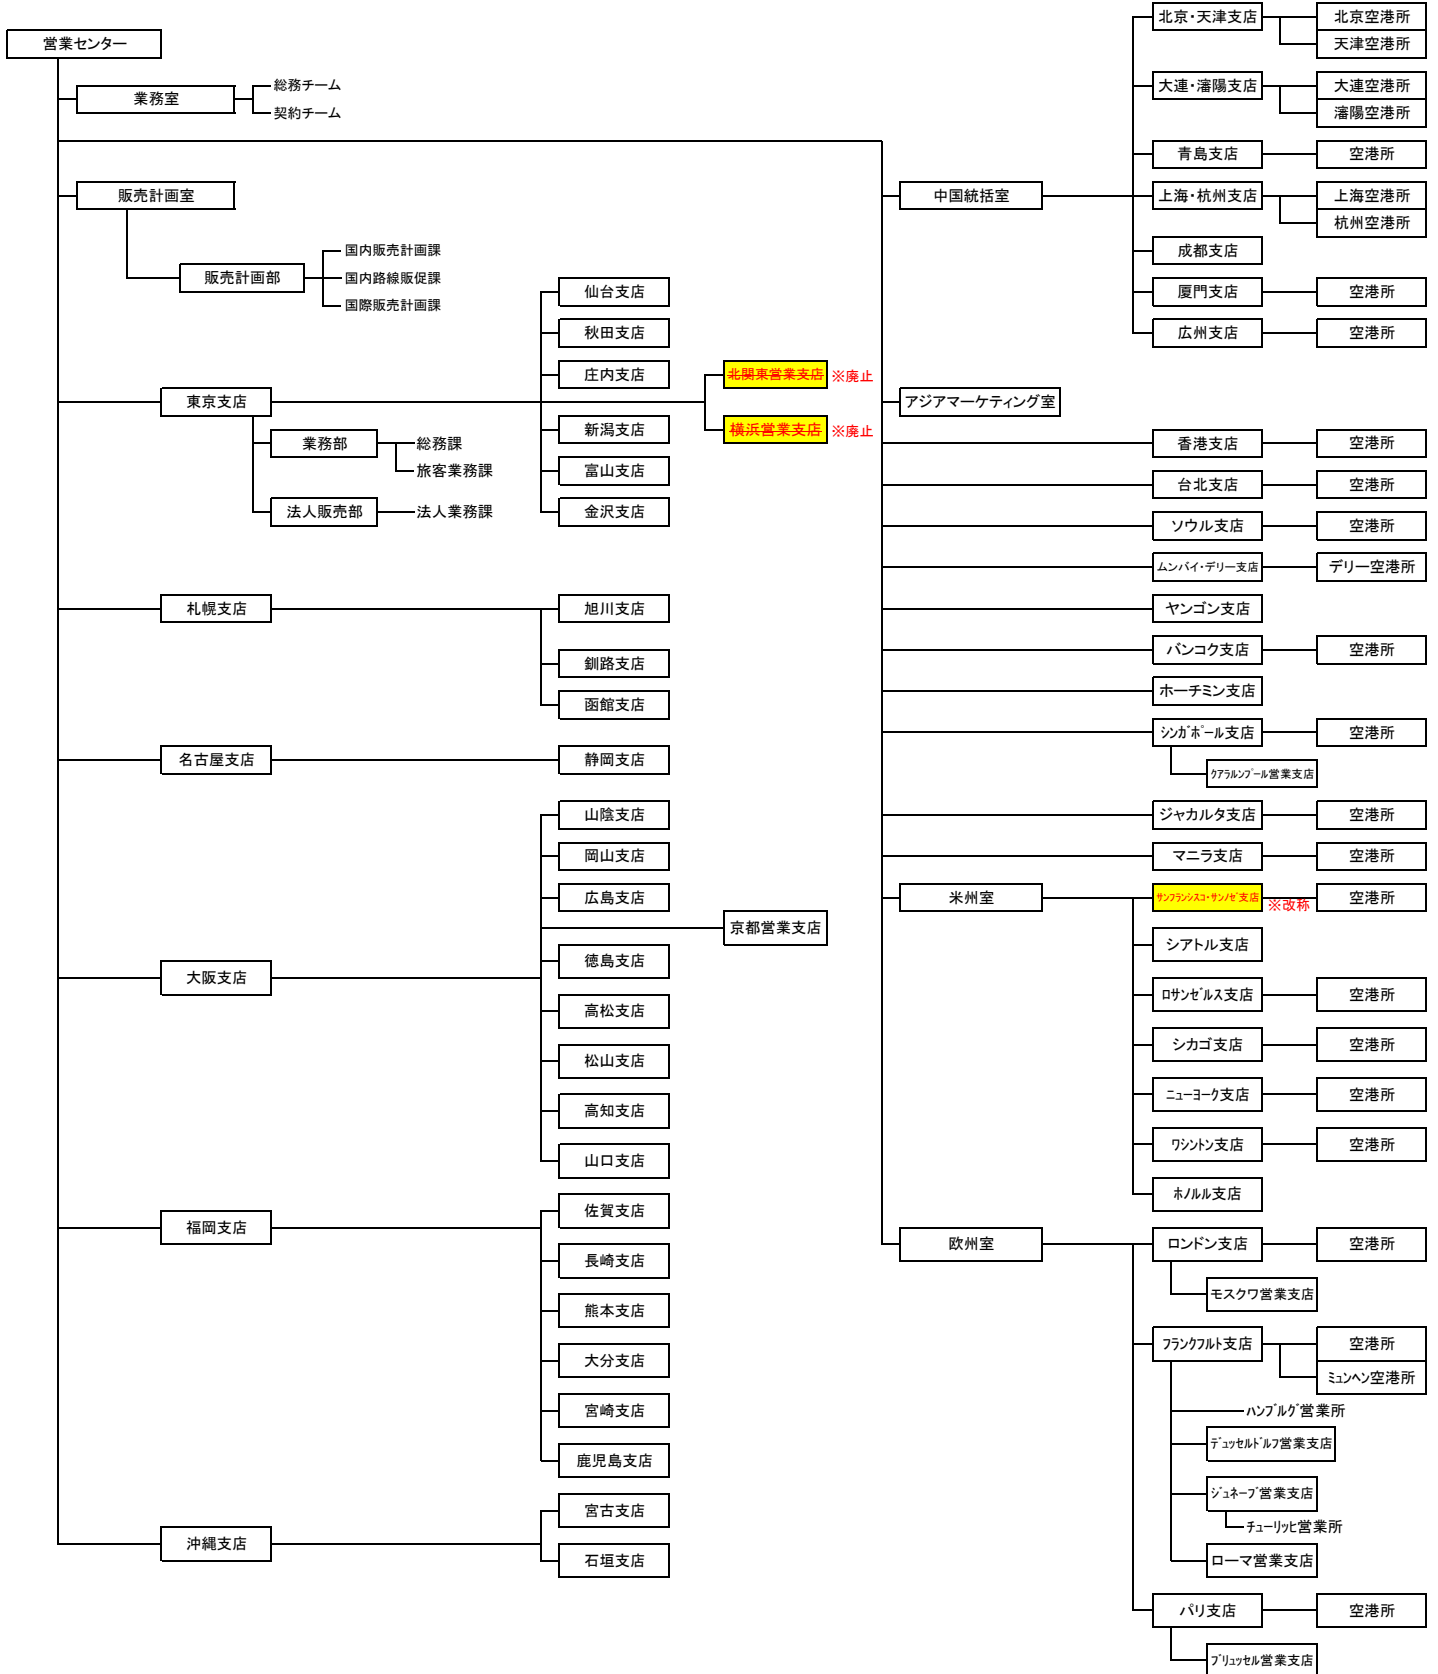 営業センター
業務室
総務チーム
契約チーム
販売計画室
販売計画部
国内販売計画課
国内路線販促課
国際販売計画課
東京支店
業務部
総務課
旅客業務課
法人販売部
法人業務課
仙台支店
秋田支店
庄内支店
新潟支店
富山支店
金沢支店
北関東営業支店 ※廃止
横浜営業支店 ※廃止
札幌支店
旭川支店
釧路支店
函館支店
名古屋支店
静岡支店
大阪支店
山陰支店
岡山支店
広島支店
京都営業支店
徳島支店
高松支店
松山支店
高知支店
山口支店
福岡支店
佐賀支店
長崎支店
熊本支店
大分支店
宮崎支店
鹿児島支店
沖縄支店
宮古支店
石垣支店
中国統括室
北京・天津支店
北京空港所
天津空港所
大連・瀋陽支店
大連空港所
瀋陽空港所
青島支店
空港所
上海・杭州支店
上海空港所
杭州空港所
成都支店
厦門支店
空港所
広州支店
空港所
アジアマーケティング室
香港支店
空港所
台北支店
空港所
ソウル支店
空港所
ムンバイ・デリー支店
デリー空港所
ヤンゴン支店
バンコク支店
空港所
ホーチミン支店
ｼﾝｶﾞﾎﾟｰﾙ支店
空港所
ｸｱﾗﾙﾝﾌﾟｰﾙ営業支店
ジャカルタ支店
空港所
マニラ支店
空港所
米州室
ｻﾝﾌﾗﾝｼｽｺ・ｻﾝﾉｾﾞ支店 ※改称
空港所
シアトル支店
ﾛｻﾝｾﾞﾙｽ支店
空港所
シカゴ支店
空港所
ﾆｭｰﾖｰｸ支店
空港所
ﾜｼﾝﾄﾝ支店
空港所
ﾎﾉﾙﾙ支店
欧州室
ロンドン支店
空港所
モスクワ営業支店
ﾌﾗﾝｸﾌﾙﾄ支店
空港所
ﾐｭﾝﾍﾝ空港所
ﾊﾝﾌﾞﾙｸﾞ営業所
ﾃﾞｭｯｾﾙﾄﾞﾙﾌ営業支店
ｼﾞｭﾈｰﾌﾞ営業支店
ﾁｭｰﾘｯﾋ営業所
ローマ営業支店
パリ支店
空港所
ﾌﾞﾘｭｯｾﾙ営業支店